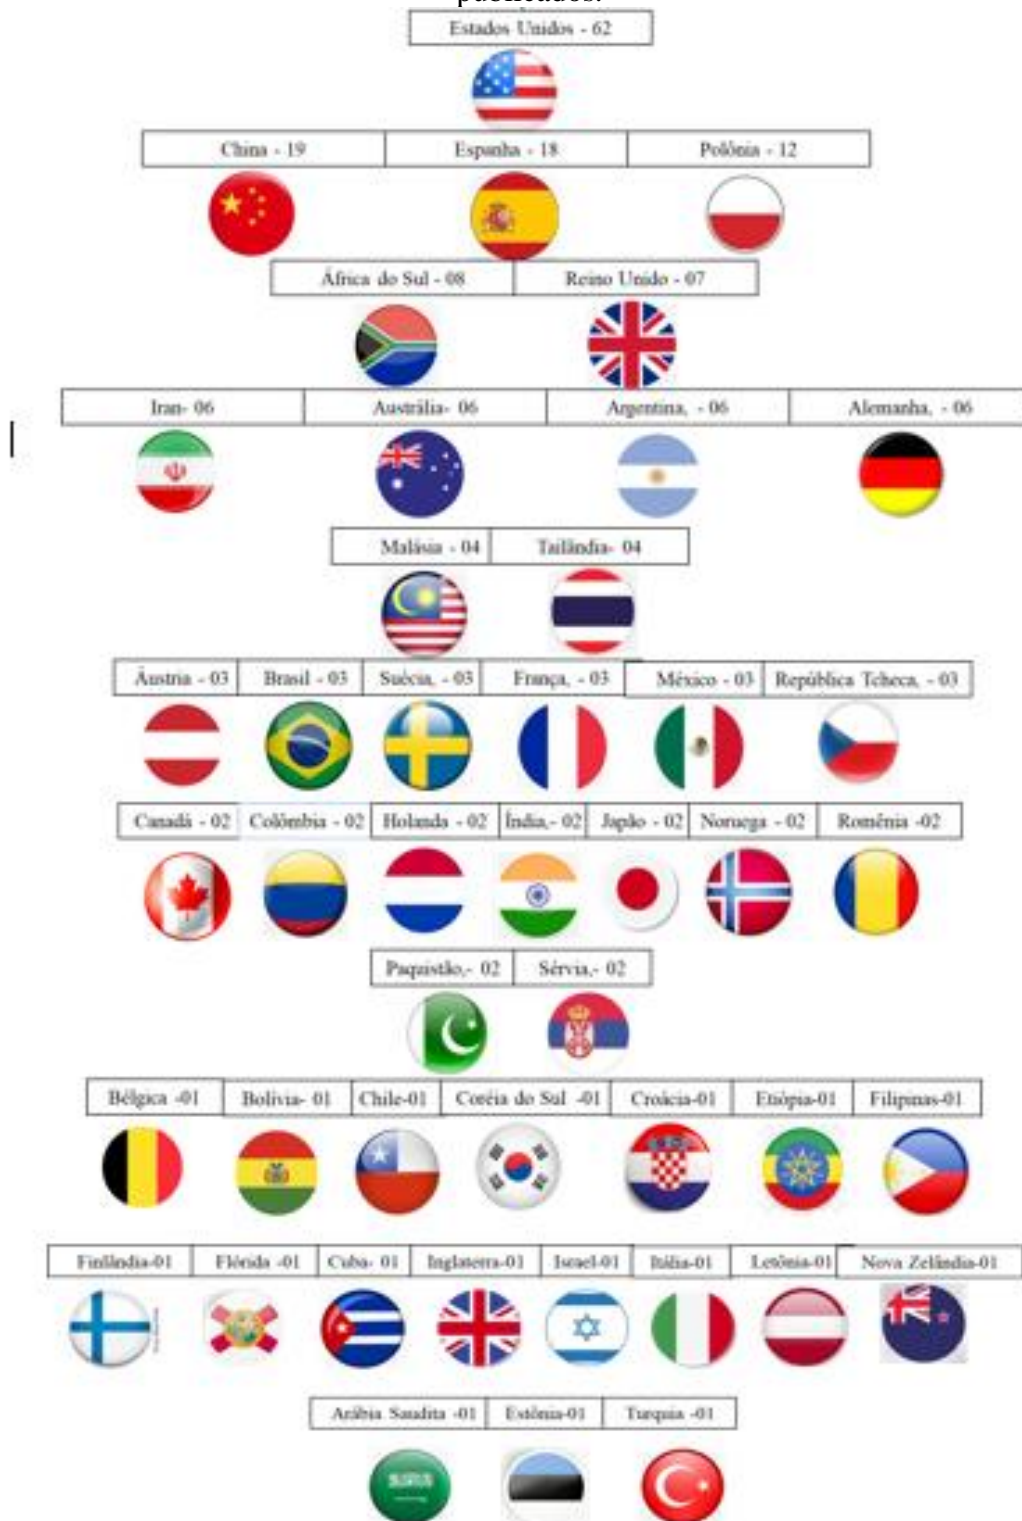 publicados.
Estados Unidos - 62
China - 19 Espanha - 18 Polônia - 12
África do Sul - 08 Reino Unido - 07
Iran- 06 Austrália- 06 Argentina, - 06 Alemanha, - 06
Malásia - 04 Tailândia- 04
Áustria - 03 Brasil - 03 Suécia, - 03 França, - 03 México - 03 República Tcheca, - 03
Canadá - 02 Colômbia - 02 Holanda - 02 Índia,- 02 Japão - 02 Noruega - 02 Romênia -02
Paquistão,- 02 Sérvia,- 02
Bélgica -01 Bolívia- 01 Chile-01 Coréia do Sul -01 Croácia-01 Etiópia-01 Filipinas-01
Finlândia-01 Flórida -01 Cuba- 01 Inglaterra-01 Israel-01 Itália-01 Letônia-01 Nova Zelândia-01
Arábia Saudita -01 Estônia-01 Turquia -01